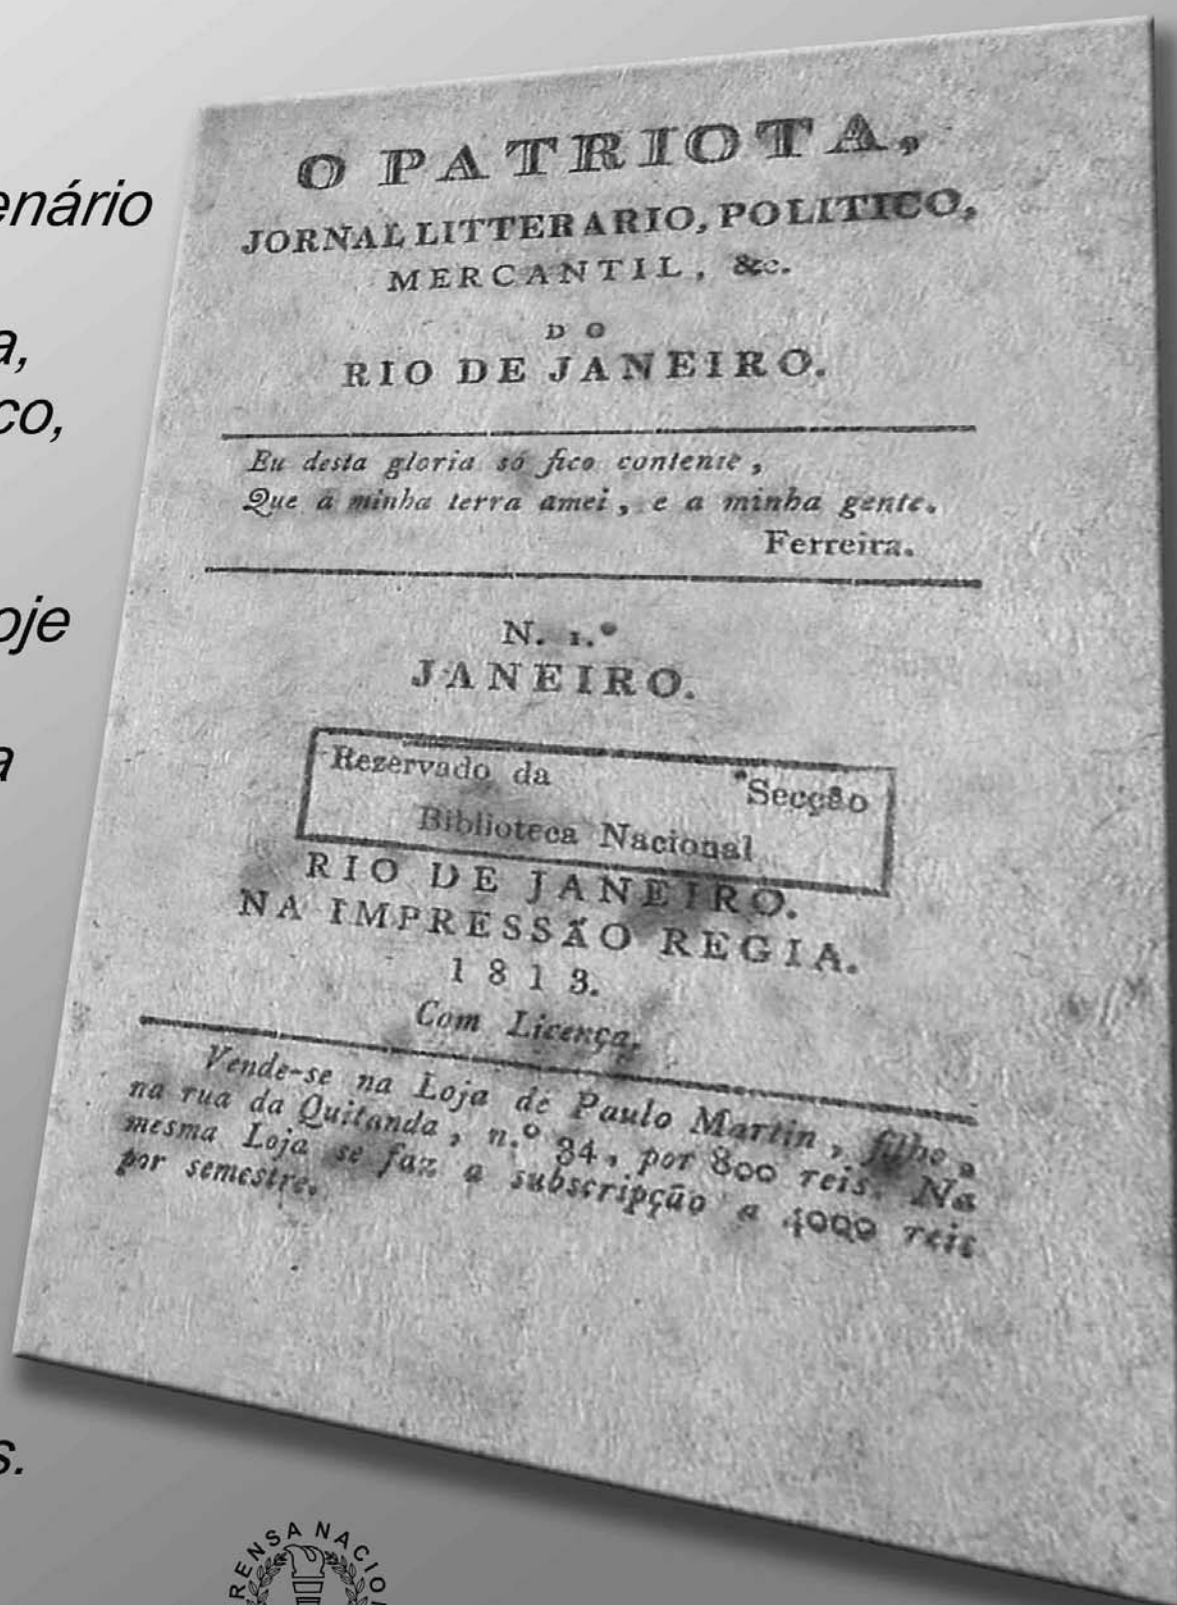 enário
a,
co,
oje
a
s.
O PATRIOTA,
JORNAL LITTERARIO, POLITICO,
MERCANTIL, &c.
DO
RIO DE JANEIRO.
Eu desta gloria só fico contente,
Que a minha terra amei, e a minha gente.
Ferreira.
N. 1.º
JANEIRO.
Rezervado da Secção
Biblioteca Nacional
RIO DE JANEIRO.
NA IMPRESSÃO REGIA.
1813.
Com Licença.
Vende-se na Loja de Paulo Martin, filho,
na rua da Quitanda, n.º 34, por 800 reis. Na
mesma Loja se faz a subscripção a 4000 reis
por semestre.
RENSA NACIO